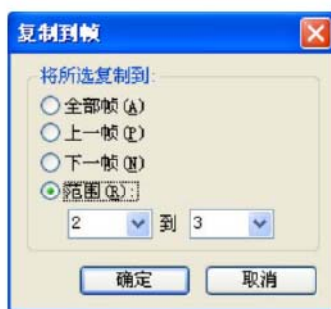 复制到帧
将所选复制到:
全部帧(A)
上一帧(P)
下一帧(N)
范围(R):
2 到 3
确定 取消